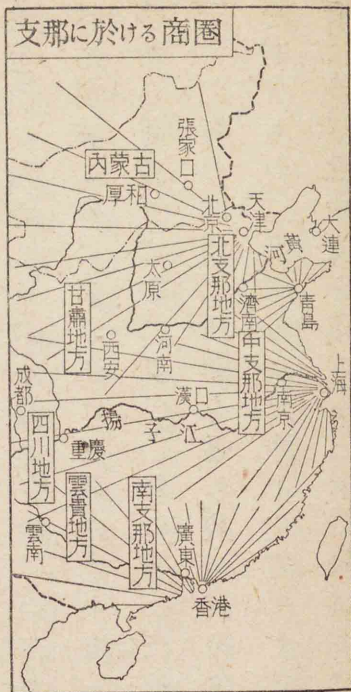 支那に於ける商圏
張家口
內蒙古
厚和
北京
天津
大連
黃河
北支那地方
太原
濟南
青島
甘肅地方
西安
河南
中支那地方
上海
南京
成都
漢口
揚子江
四川地方
重慶
雲貴地方
南支那地方
雲南
廣東
香港